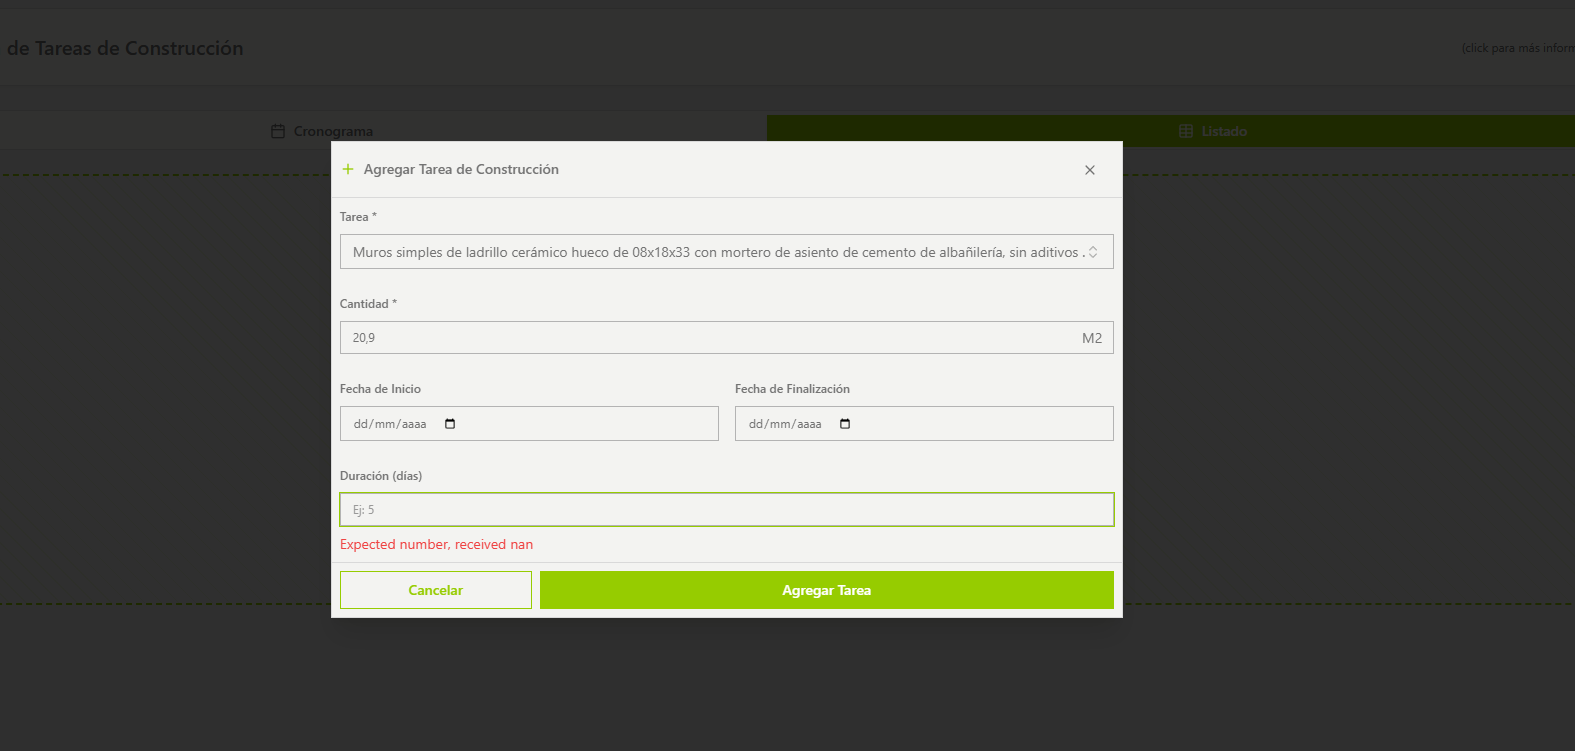 de Tareas de Construcción
(click para más inform
Cronograma
Listado
Agregar Tarea de Construcción
Tarea *
Muros simples de ladrillo cerámico hueco de 08x18x33 con mortero de asiento de cemento de albañilería, sin aditivos .
Cantidad *
20,9
M2
Fecha de Inicio
Fecha de Finalización
dd/mm/aaaa
dd/mm/aaaa
Duración (días)
Ej: 5
Expected number, received nan
Cancelar
Agregar Tarea